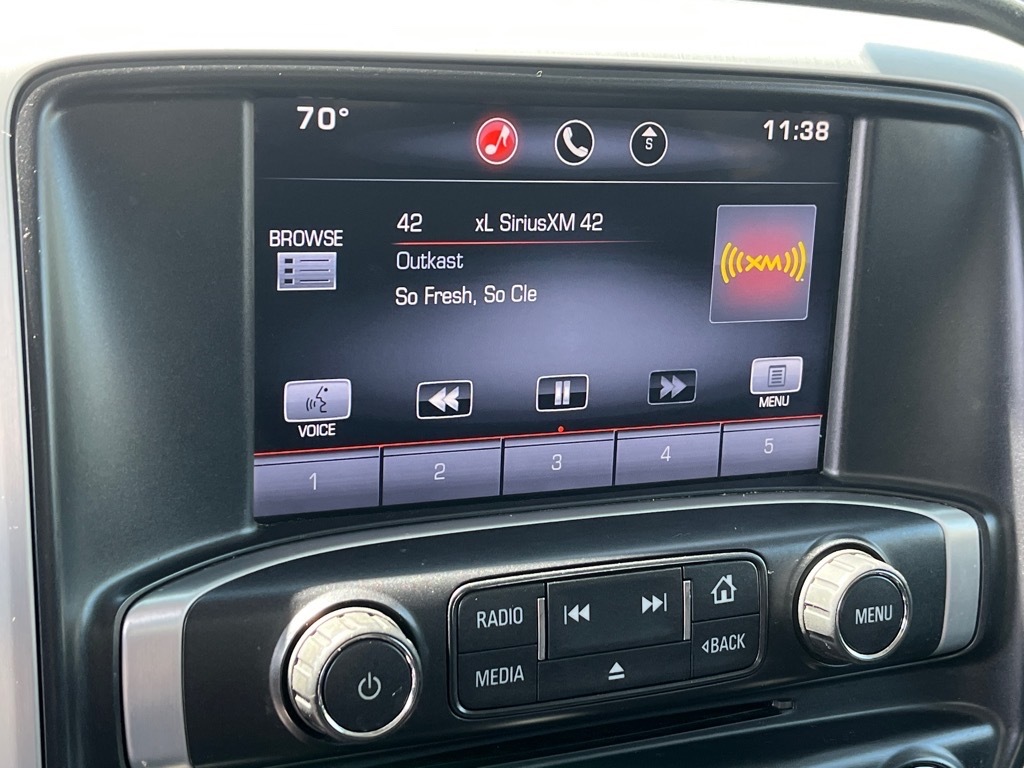 70°
11:38
S
42 xL SiriusXM 42
BROWSE
Outkast
So Fresh, So Cle
(((XM)))
VOICE
MENU
1 2 3 4 5
RADIO
MEDIA
BACK
MENU